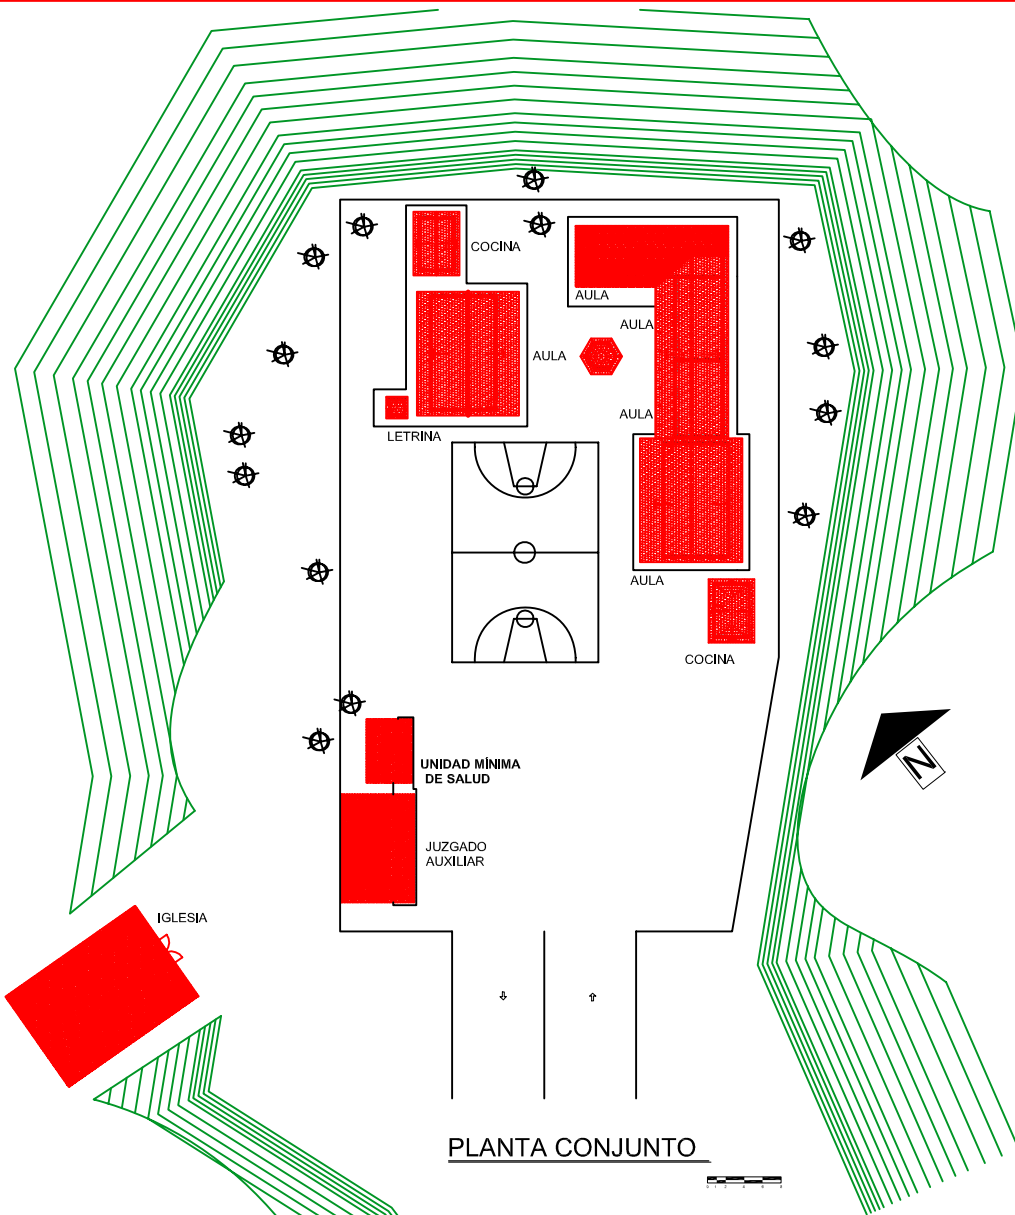 COCINA
AULA
AULA
AULA
AULA
LETRINA
AULA
COCINA
N
UNIDAD MÍNIMA
DE SALUD
JUZGADO
AUXILIAR
IGLESIA
PLANTA CONJUNTO